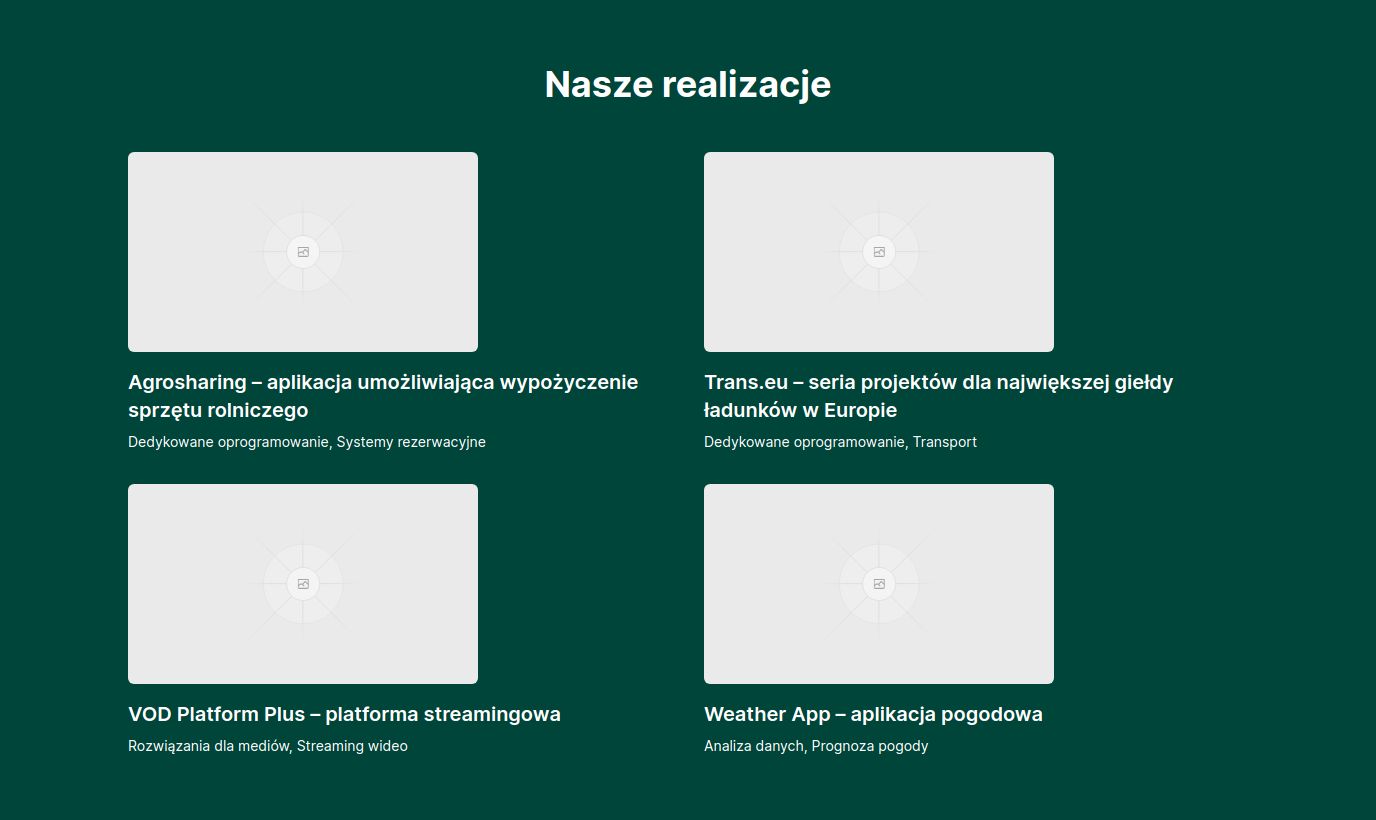 Nasze realizacje
Agrosharing – aplikacja umożliwiająca wypożyczenie
sprzętu rolniczego
Dedykowane oprogramowanie, Systemy rezerwacyjne
Trans.eu – seria projektów dla największej giełdy
ładunków w Europie
Dedykowane oprogramowanie, Transport
VOD Platform Plus – platforma streamingowa
Rozwiązania dla mediów, Streaming wideo
Weather App – aplikacja pogodowa
Analiza danych, Prognoza pogody